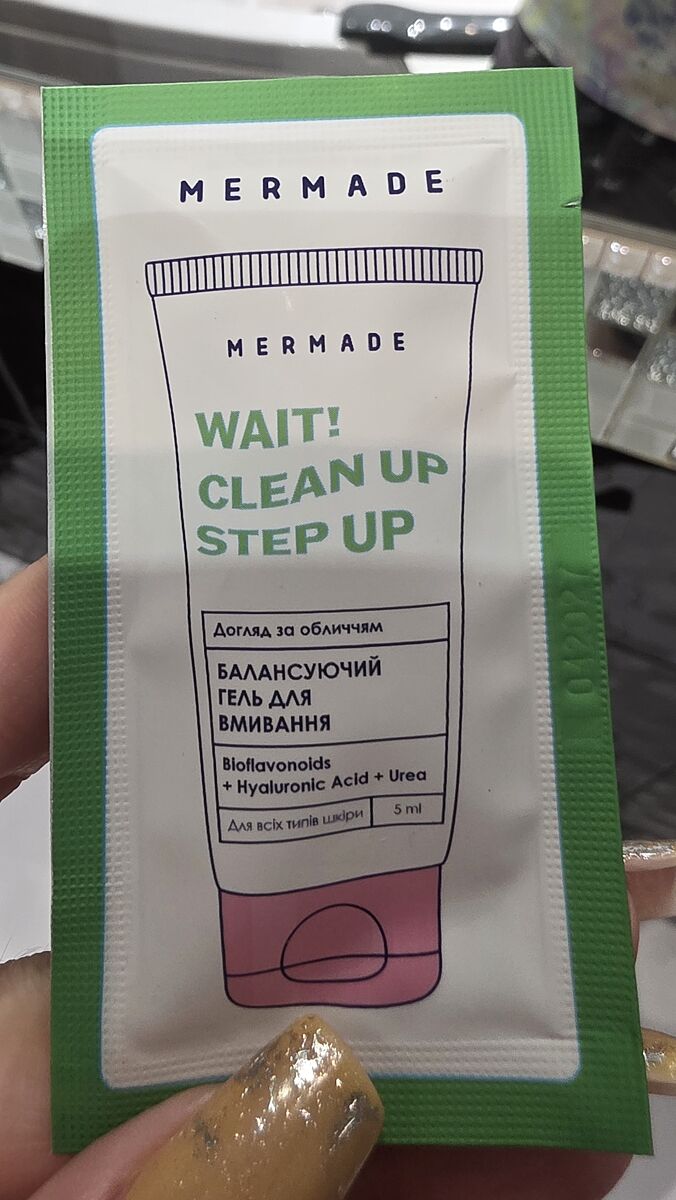 MERMADE
MERMADE
WAIT!
CLEAN UP
STEP UP
Догляд за обличчям
БАЛАНСУЮЧИЙ
ГЕЛЬ ДЛЯ
ВМИВАННЯ
Bioflavonoids
+ Hyaluronic Acid + Urea
Для всіх типів шкіри
5 ml
042027